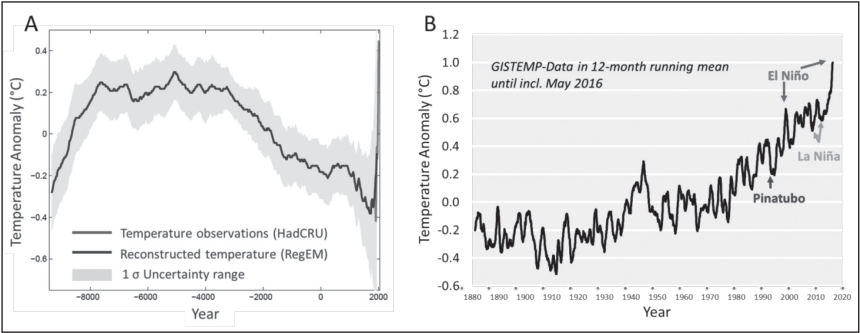 A
Temperature Anomaly (°C)
0.4
0.2
0
−0.2
−0.4
−0.6
Temperature observations (HadCRU)
Reconstructed temperature (RegEM)
1 σ Uncertainty range
−8000 −6000 −4000 −2000 0 2000
Year
B
Temperature Anomaly (°C)
1.2
1.0
0.8
0.6
0.4
0.2
0.0
-0.2
-0.4
-0.6
GISTEMP-Data in 12-month running mean
until incl. May 2016
El Niño
La Niña
Pinatubo
1880 1890 1900 1910 1920 1930 1940 1950 1960 1970 1980 1990 2000 2010 2020
Year